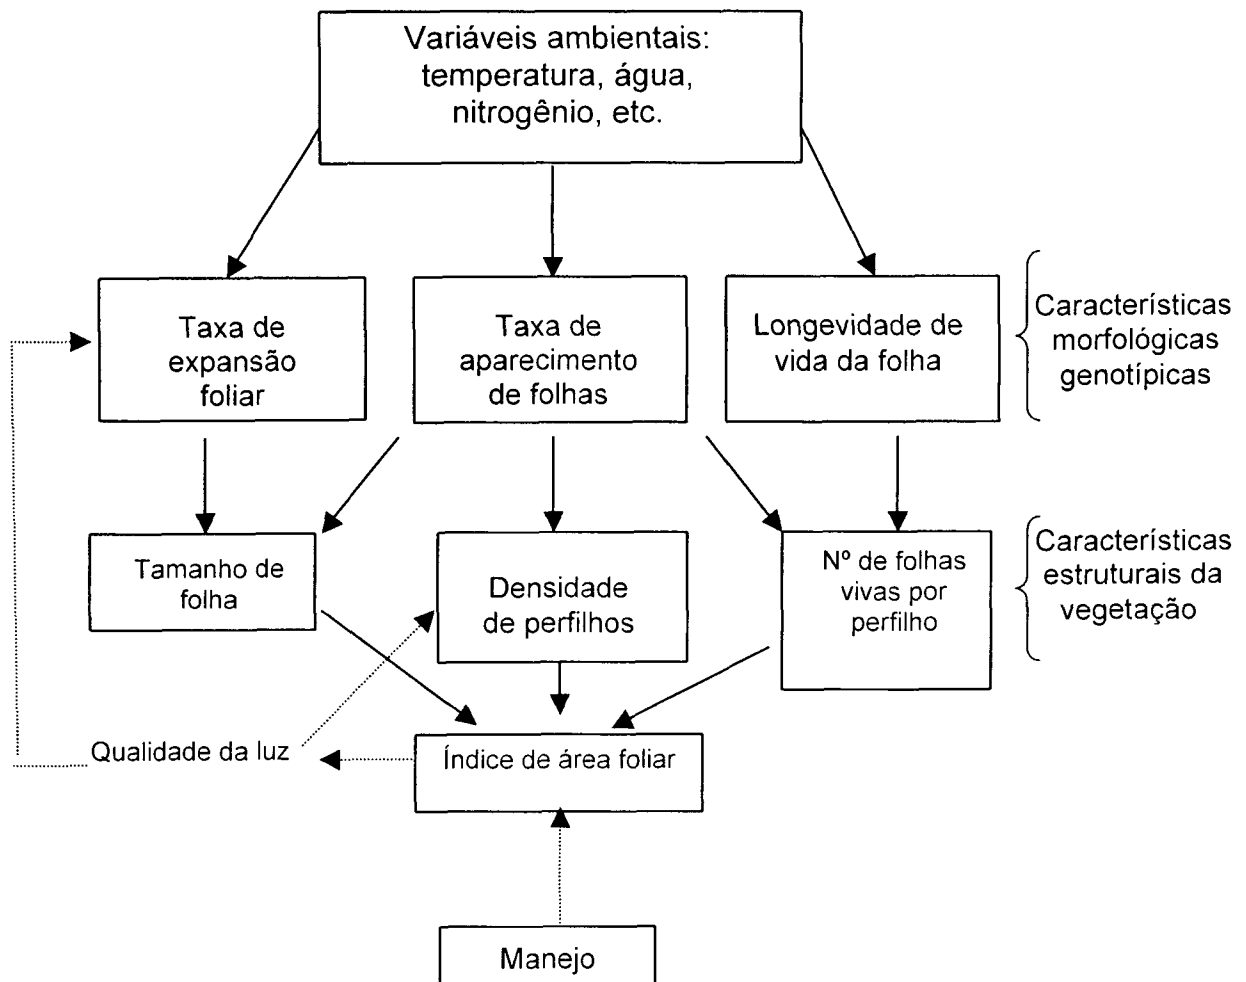 Variáveis ambientais:
temperatura, água,
nitrogênio, etc.
Taxa de
expansão
foliar
Taxa de
aparecimento
de folhas
Longevidade de
vida da folha
Características
morfológicas
genotípicas
Tamanho de
folha
Densidade
de perfilhos
Nº de folhas
vivas por
perfilho
Características
estruturais da
vegetação
Qualidade da luz
Índice de área foliar
Manejo